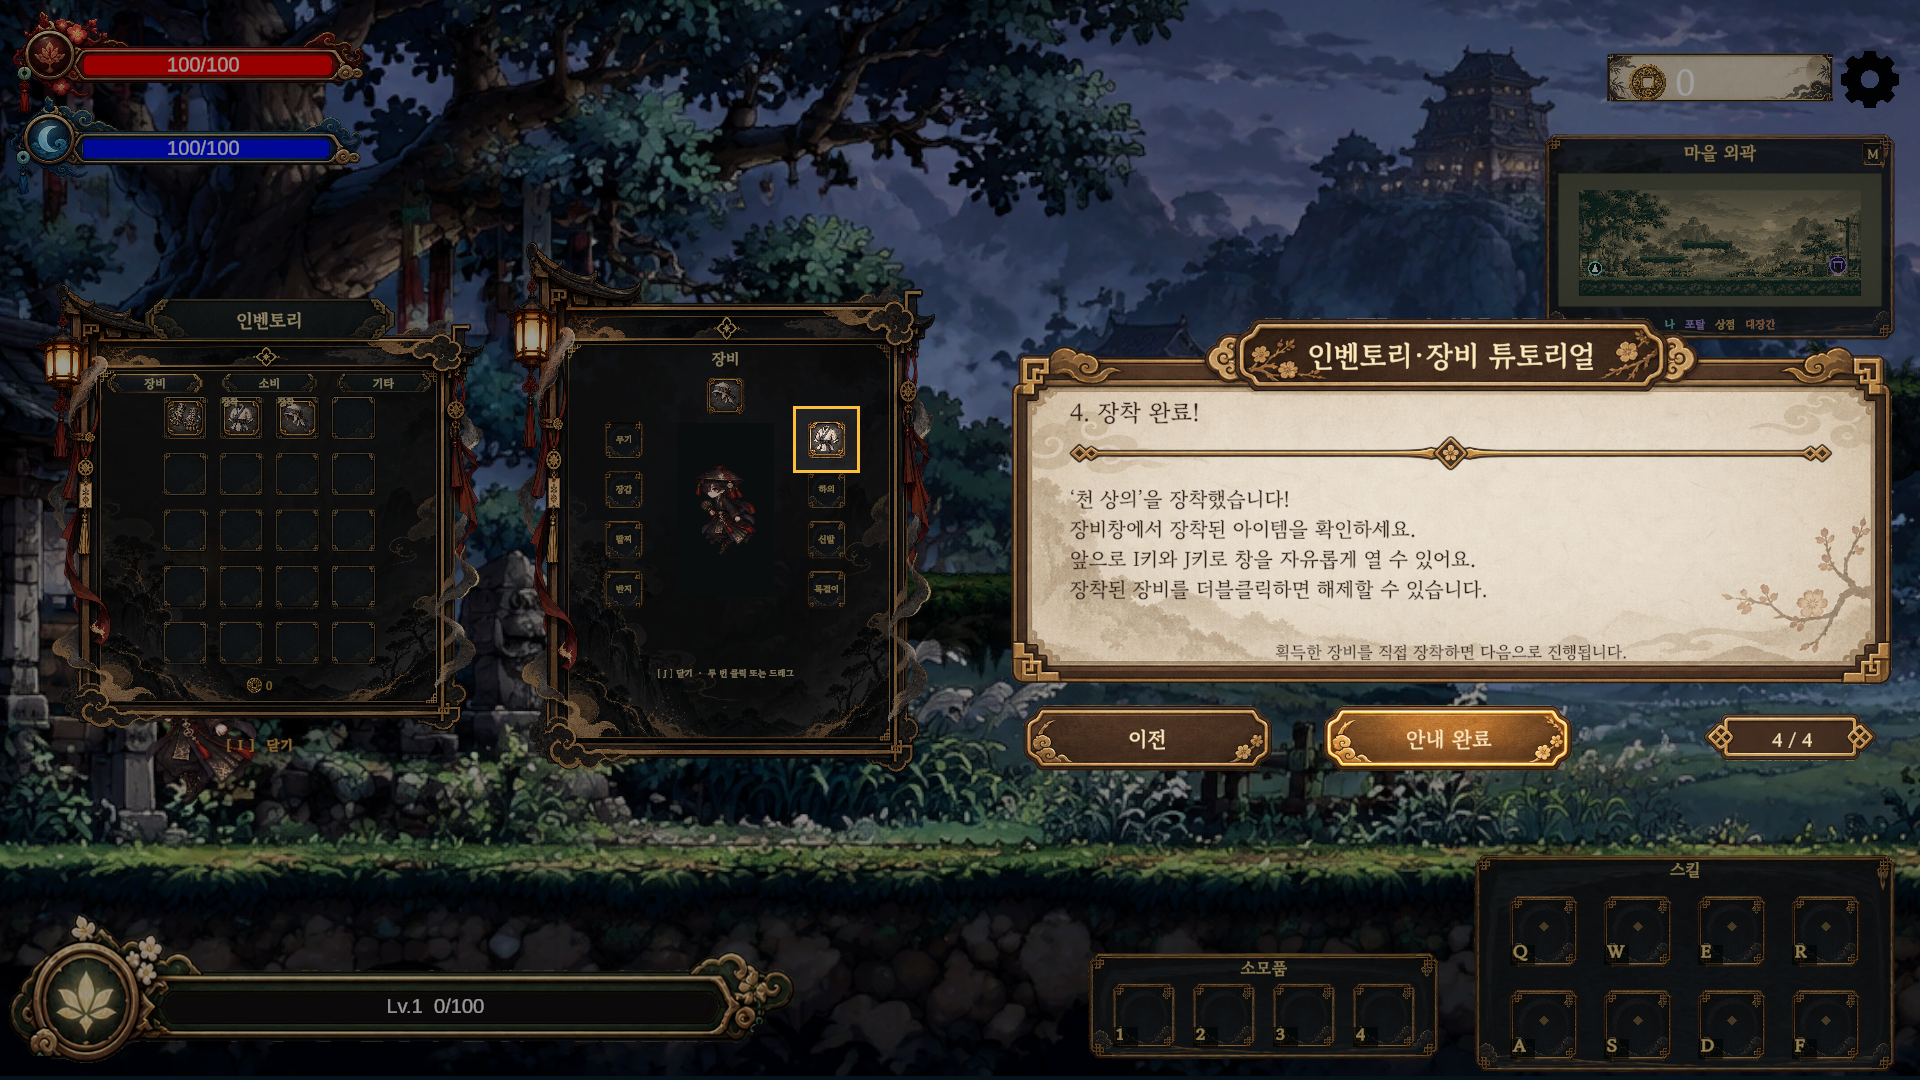 100/100
100/100
0
마을 외곽
M
나 포탈 상점 대장간
인벤토리
장비 소비 기타
0
[ I ] 닫기
장비
무기
장갑
팔찌
반지
하의
신발
목걸이
[ J ] 닫기 · 두 번 클릭 또는 드래그
인벤토리·장비 튜토리얼
4. 장착 완료!
‘천 상의’을 장착했습니다!
장비창에서 장착된 아이템을 확인하세요.
앞으로 I키와 J키로 창을 자유롭게 열 수 있어요.
장착된 장비를 더블클릭하면 해제할 수 있습니다.
획득한 장비를 직접 장착하면 다음으로 진행됩니다.
이전
안내 완료
4 / 4
스킬
Q W E R
A S D F
소모품
1 2 3 4
Lv.1 0/100